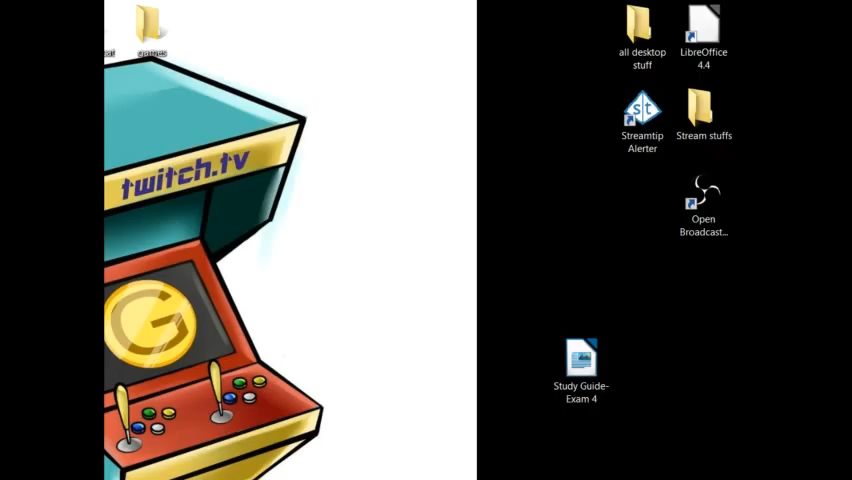 games
twitch.tv
G
all desktop
stuff
LibreOffice
4.4
st
Streamtip
Alerter
Stream stuffs
Open
Broadcast...
Study Guide-
Exam 4